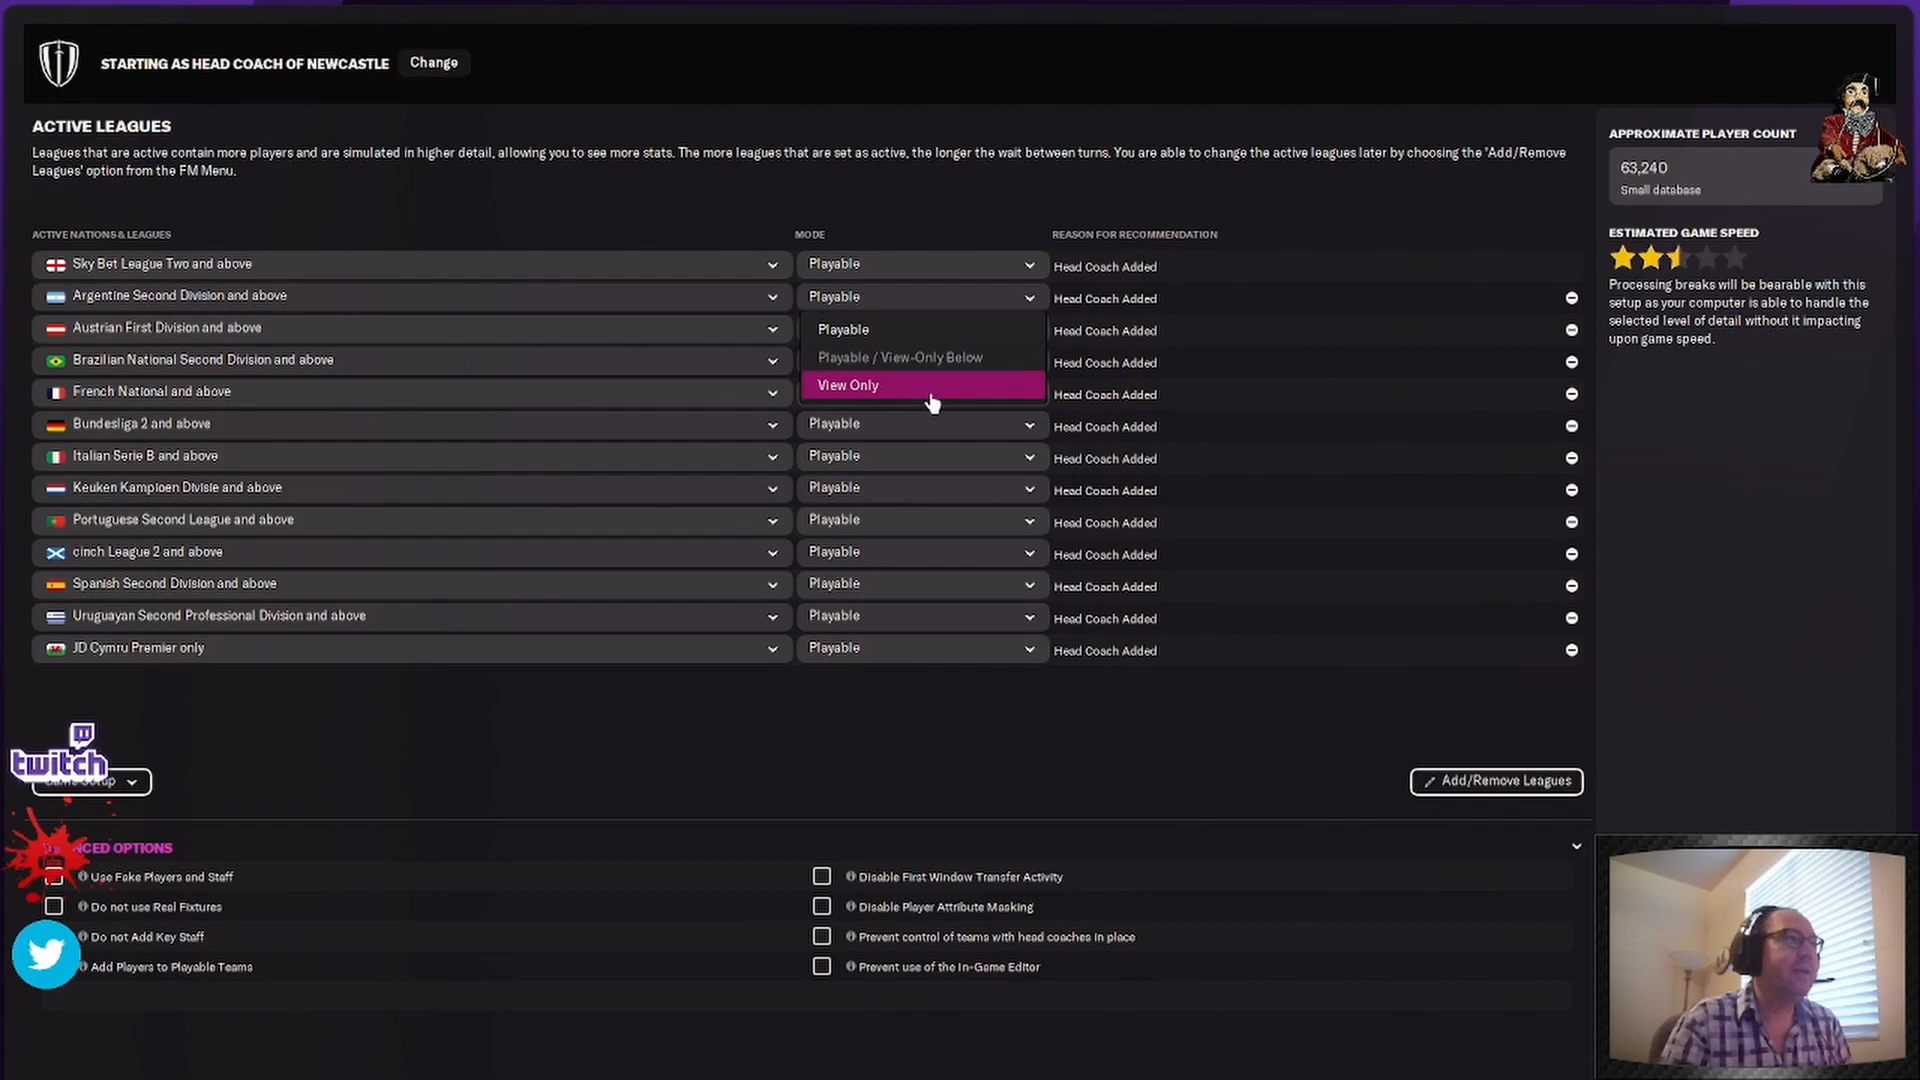 STARTING AS HEAD COACH OF NEWCASTLE Change
ACTIVE LEAGUES
Leagues that are active contain more players and are simulated in higher detail, allowing you to see more stats. The more leagues that are set as active, the longer the wait between turns. You are able to change the active leagues later by choosing the 'Add/Remove
Leagues' option from the FM Menu.
ACTIVE NATIONS & LEAGUES MODE REASON FOR RECOMMENDATION
Sky Bet League Two and above Playable Head Coach Added
Argentine Second Division and above Playable Head Coach Added
Austrian First Division and above Playable Head Coach Added
Brazilian National Second Division and above Playable / View-Only Below Head Coach Added
French National and above View Only Head Coach Added
Bundesliga 2 and above Playable Head Coach Added
Italian Serie B and above Playable Head Coach Added
Keuken Kampioen Divisie and above Playable Head Coach Added
Portuguese Second League and above Playable Head Coach Added
cinch League 2 and above Playable Head Coach Added
Spanish Second Division and above Playable Head Coach Added
Uruguayan Second Professional Division and above Playable Head Coach Added
JD Cymru Premier only Playable Head Coach Added
APPROXIMATE PLAYER COUNT
63,240
Small database
ESTIMATED GAME SPEED
Processing breaks will be bearable with this
setup as your computer is able to handle the
selected level of detail without it impacting
upon game speed.
twitch
Add/Remove Leagues
OPTIONS
Use Fake Players and Staff Disable First Window Transfer Activity
Do not use Real Fixtures Disable Player Attribute Masking
Do not Add Key Staff Prevent control of teams with head coaches in place
Add Players to Playable Teams Prevent use of the In-Game Editor